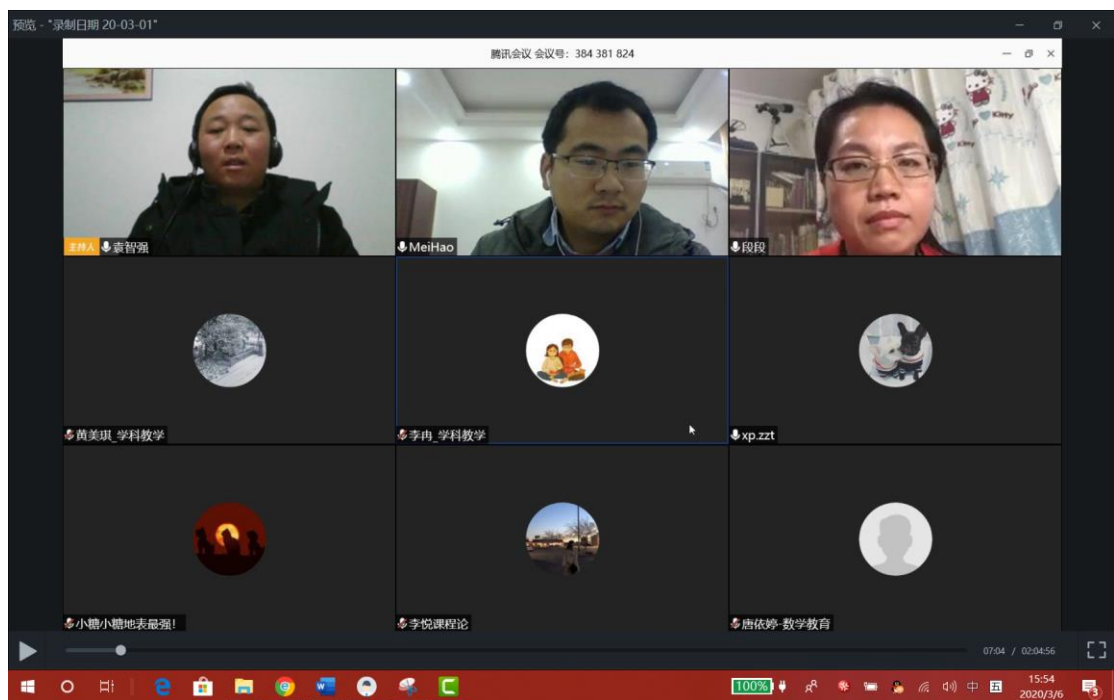 预览 - "录制日期 20-03-01"
腾讯会议 会议号: 384 381 824
主持人 袁智强
MeiHao
段段
Kitty
黄美琪_学科教学
李冉_学科教学
xp.zzt
小糖小糖地表最强!
李悦课程论
唐依婷-数学教育
07:04 / 02:04:56
100%
中
五
15:54
2020/3/6
3